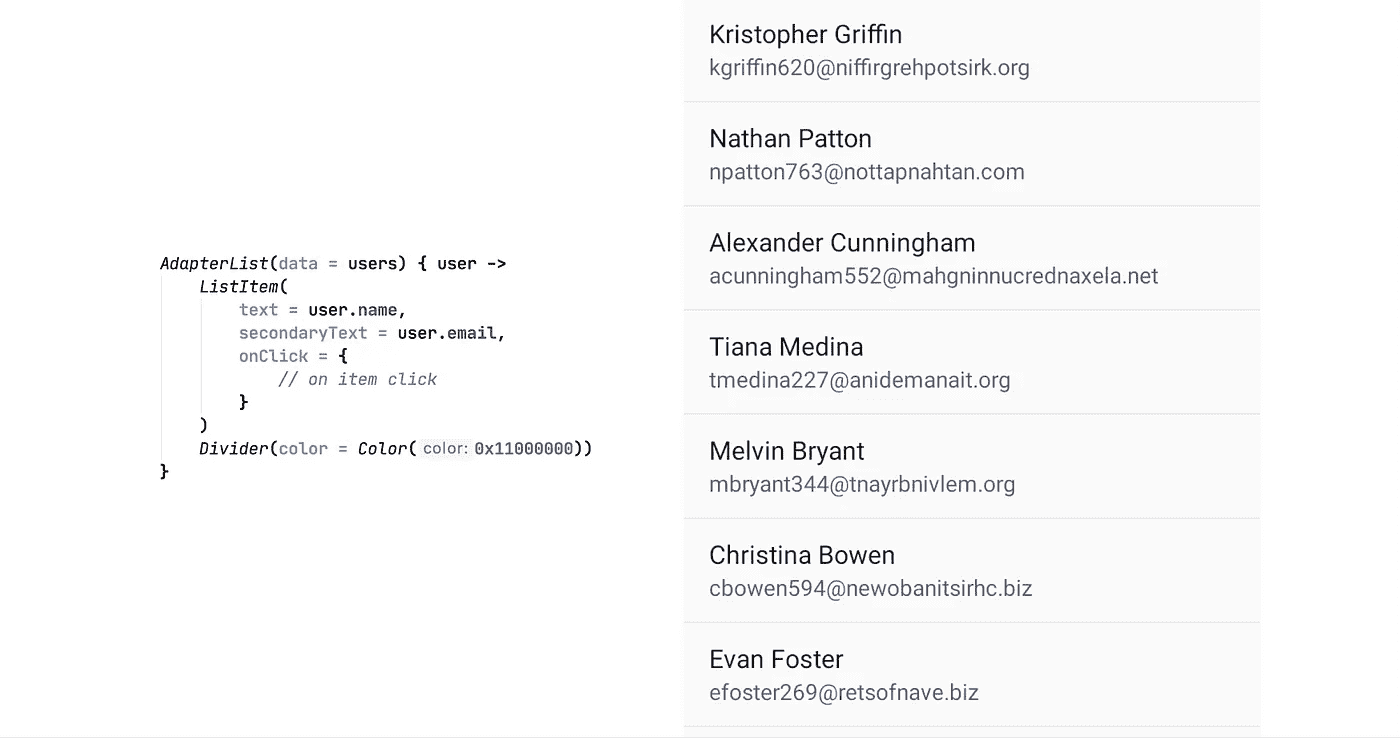 AdapterList(data = users) { user ->
ListItem(
text = user.name,
secondaryText = user.email,
onClick = {
// on item click
}
)
Divider(color = Color( color: 0x11000000))
}
Kristopher Griffin
kgriffin620@niffirgrehpotsirk.org
Nathan Patton
npatton763@nottapnahtan.com
Alexander Cunningham
acunningham552@mahgninnucrednaxela.net
Tiana Medina
tmedina227@anidemanait.org
Melvin Bryant
mbryant344@tnayrbnivlem.org
Christina Bowen
cbowen594@newobanitsirhc.biz
Evan Foster
efoster269@retsofnave.biz